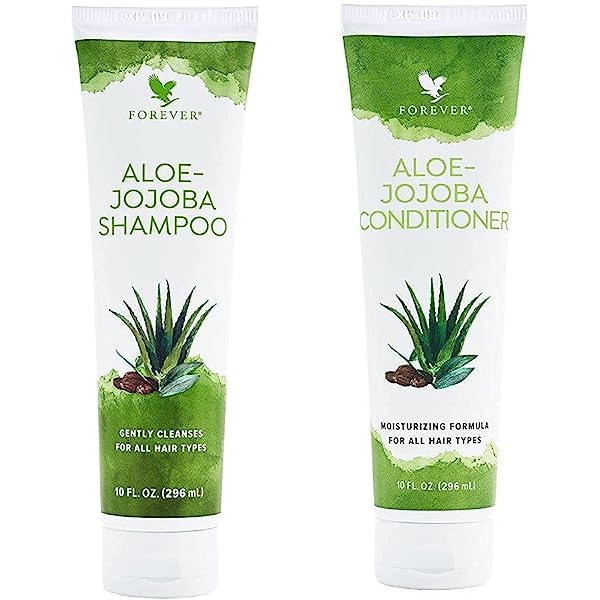 FOREVER®
ALOE-
JOJOBA
SHAMPOO
GENTLY CLEANSES
FOR ALL HAIR TYPES
10 FL. OZ. (296 mL)
FOREVER®
ALOE-
JOJOBA
CONDITIONER
MOISTURIZING FORMULA
FOR ALL HAIR TYPES
10 FL. OZ. (296 mL)